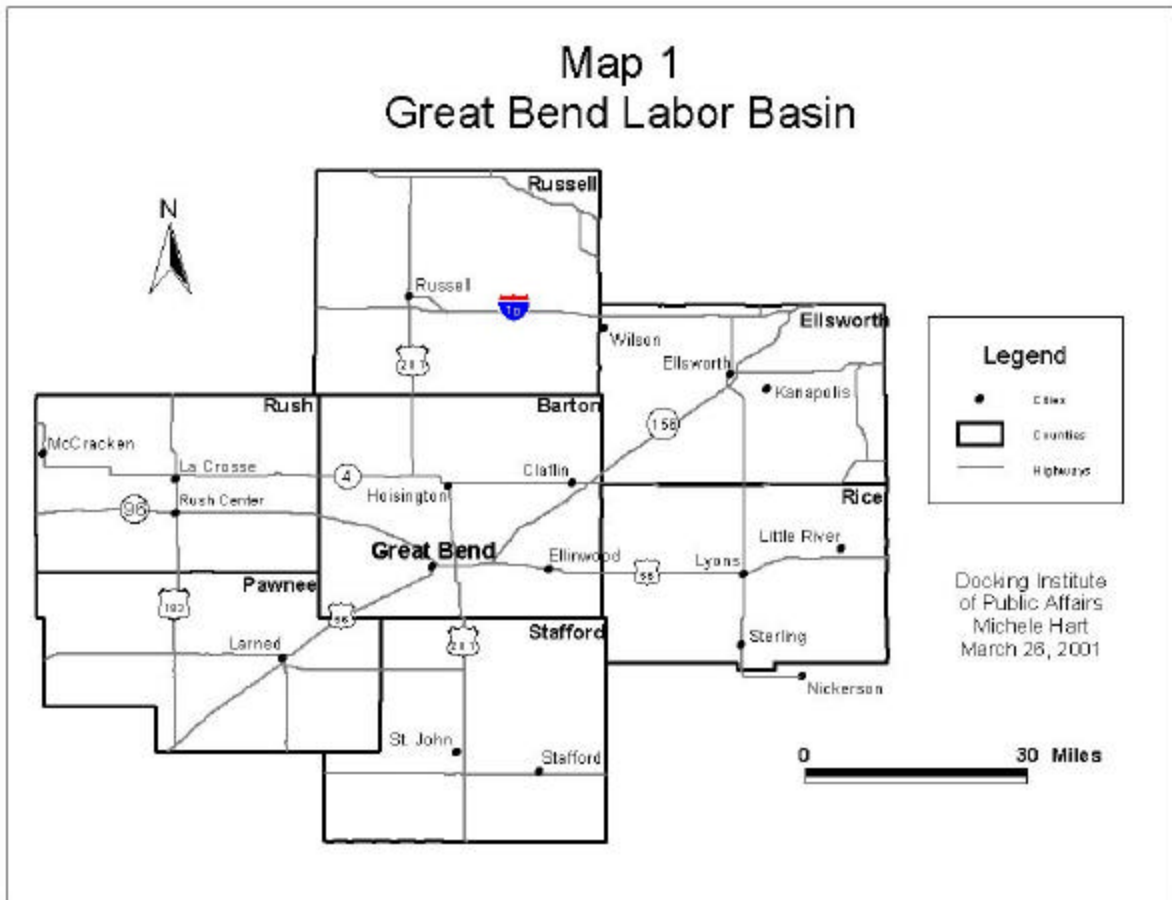 Map 1
Great Bend Labor Basin
N
Russell
Russell
Wilson
Ellsworth
Ellsworth
Kanapolis
Legend
Cities
Counties
Highways
Rush
Barton
McCracken
La Crosse
4
Claflin
Hoisington
Rush Center
96
Rice
Little River
Great Bend
Ellinwood
Lyons
Pawnee
Larned
Stafford
Sterling
Nickerson
Docking Institute
of Public Affairs
Michele Hart
March 26, 2001
St. John
Stafford
0 30 Miles